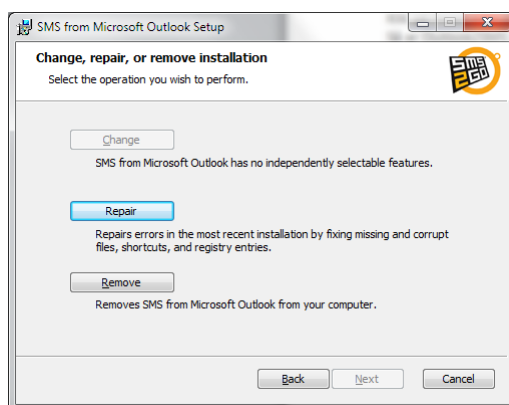 SMS from Microsoft Outlook Setup
Change, repair, or remove installation
Select the operation you wish to perform.
SMS
2GO
Change
SMS from Microsoft Outlook has no independently selectable features.
Repair
Repairs errors in the most recent installation by fixing missing and corrupt
files, shortcuts, and registry entries.
Remove
Removes SMS from Microsoft Outlook from your computer.
Back
Next
Cancel